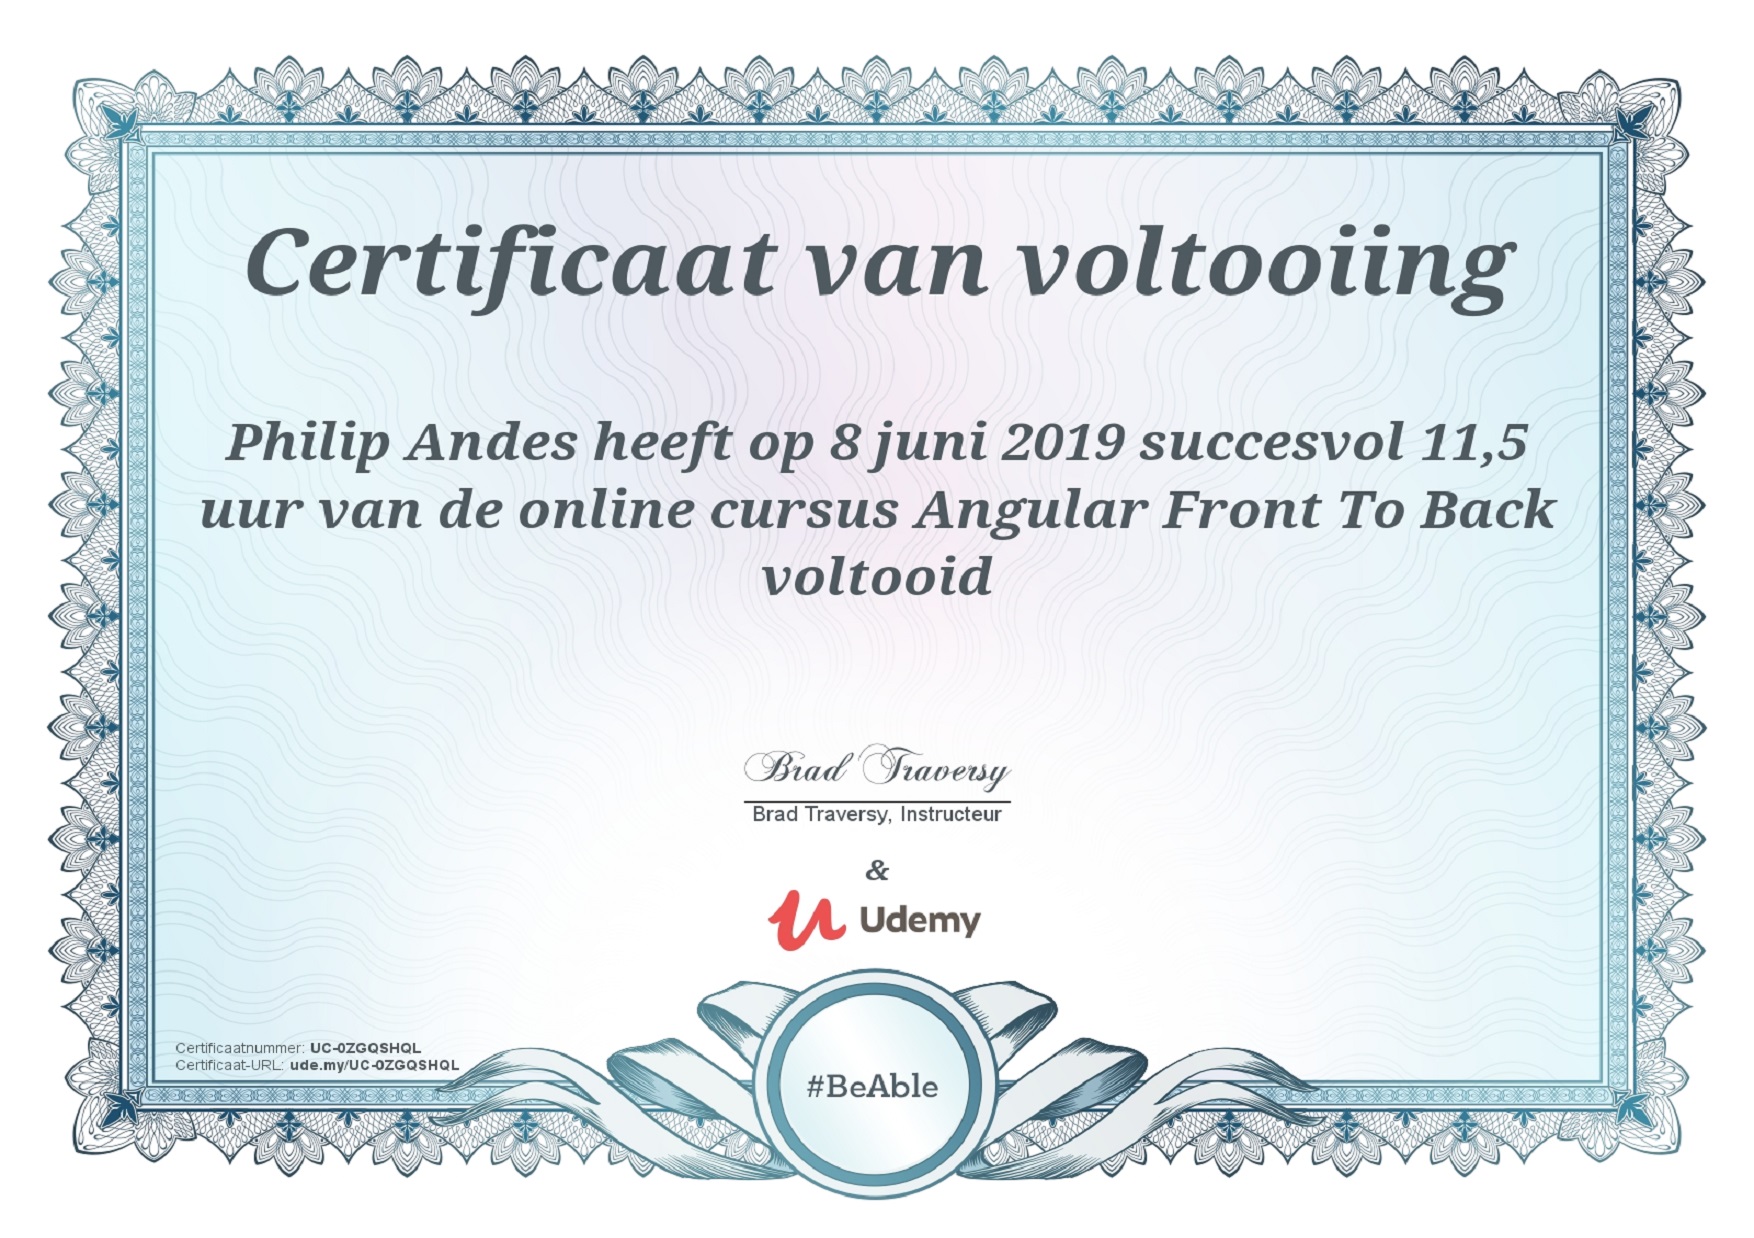 Certificaat van voltooiing
Philip Andes heeft op 8 juni 2019 succesvol 11,5
uur van de online cursus Angular Front To Back
voltooid
Brad Traversy
Brad Traversy, Instructeur
&
Udemy
Certificaatnummer: UC-0ZGQSHQL
Certificaat-URL: ude.my/UC-0ZGQSHQL
#BeAble